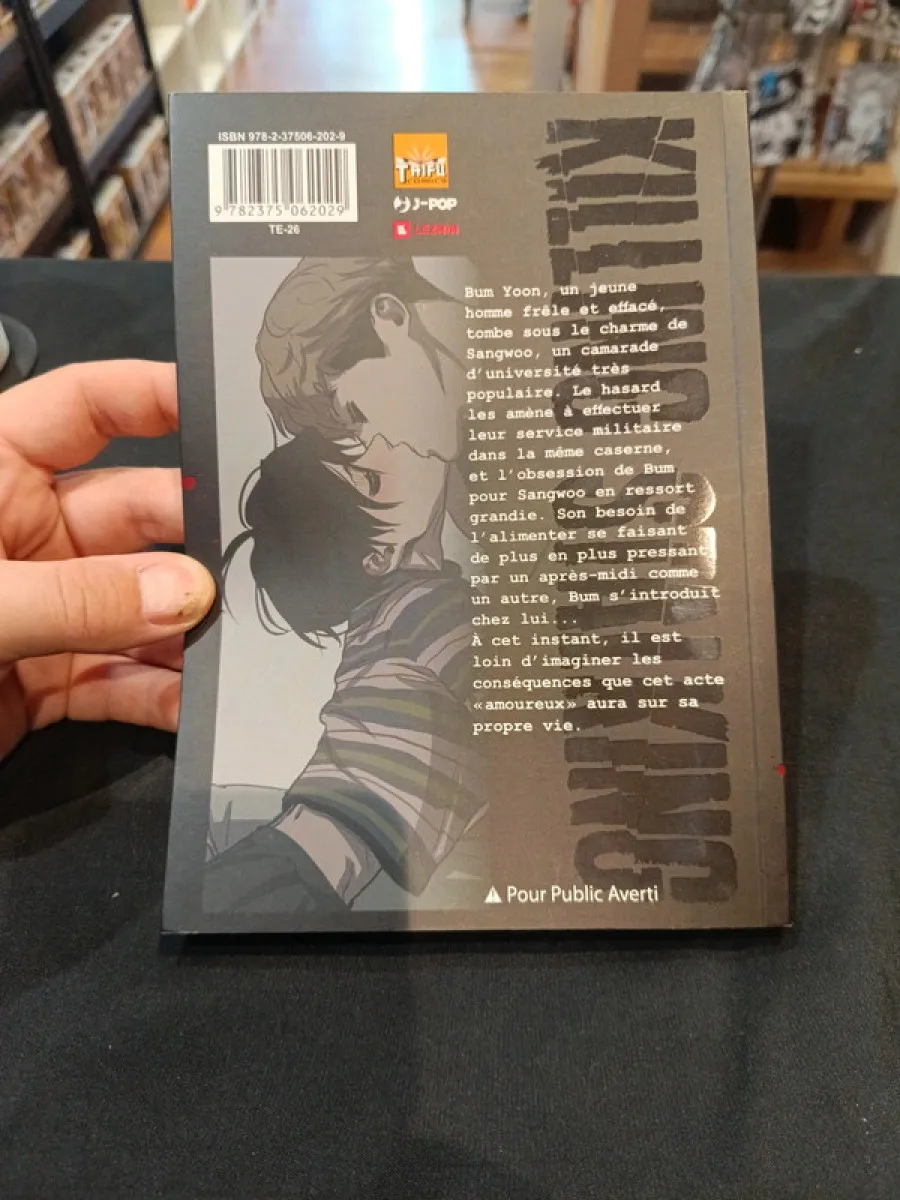 ISBN 978-2-37506-202-9
9 782375 062029
TE-26
TAIFU
COMICS
J-POP
LEZHIN
KILLING STALKING
Bum Yoon, un jeune
homme frêle et effacé,
tombe sous le charme de
Sangwoo, un camarade
d'université très
populaire. Le hasard
les amène à effectuer
leur service militaire
dans la même caserne,
et l'obsession de Bum
pour Sangwoo en ressort
grandie. Son besoin de
l'alimenter se faisant
de plus en plus pressant
par un après-midi comme
un autre, Bum s'introduit
chez lui...
À cet instant, il est
loin d'imaginer les
conséquences que cet acte
«amoureux» aura sur sa
propre vie.
Pour Public Averti